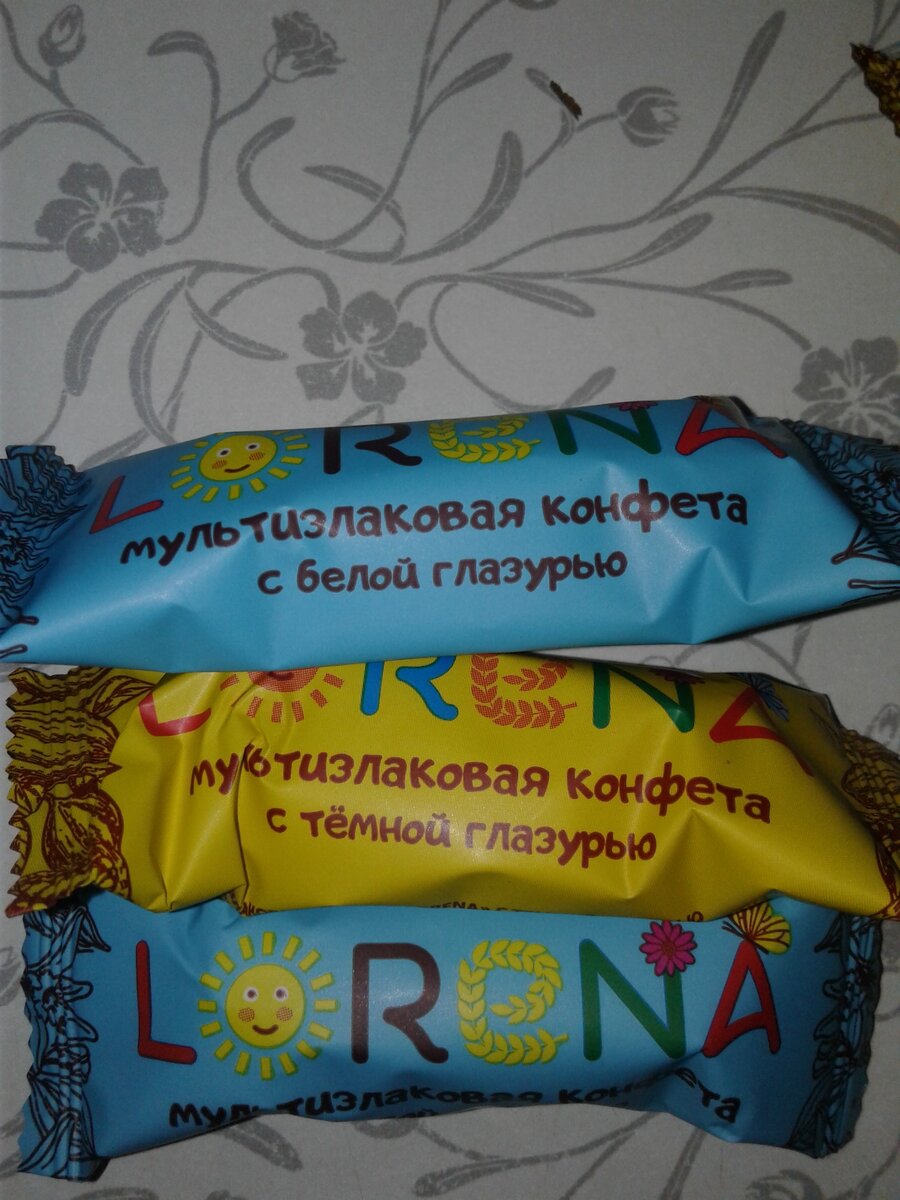 LORENA
мультизлаковая конфета
с белой глазурью
LORENA
мультизлаковая конфета
с тёмной глазурью
LORENA
мультизлаковая конфета